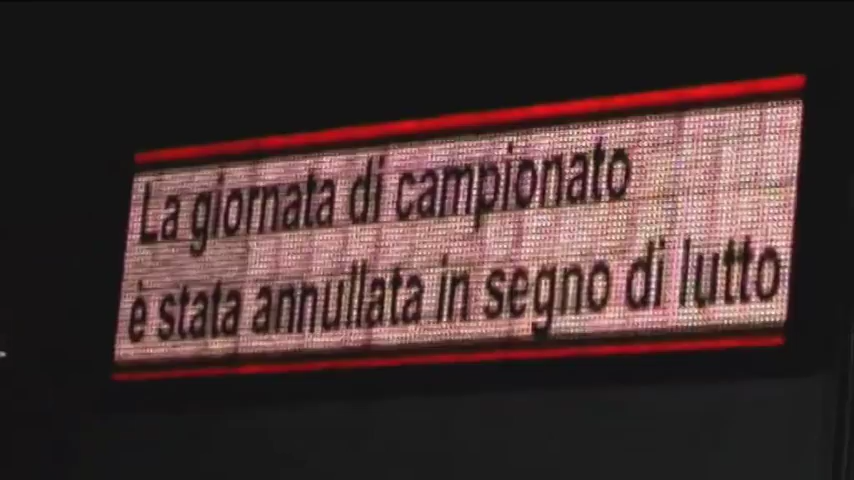 La giornata di campionato
è stata annullata in segno di lutto